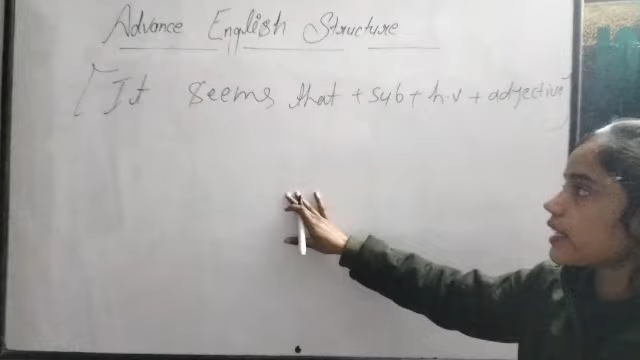 Advance English Structure
[It seems that + sub + h.v + adjective]